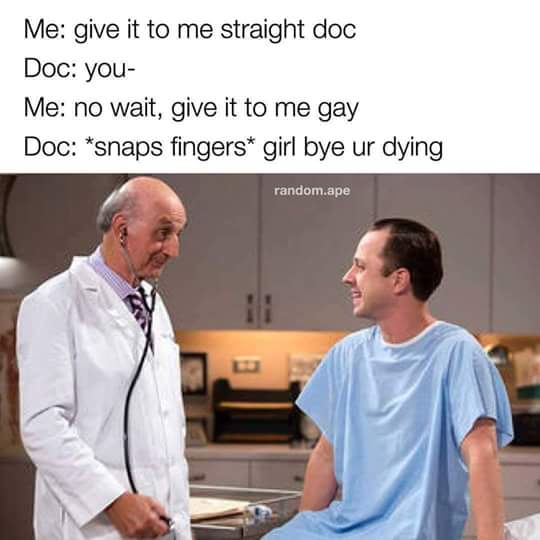 Me: give it to me straight doc
Doc: you-
Me: no wait, give it to me gay
Doc: *snaps fingers* girl bye ur dying
random.ape